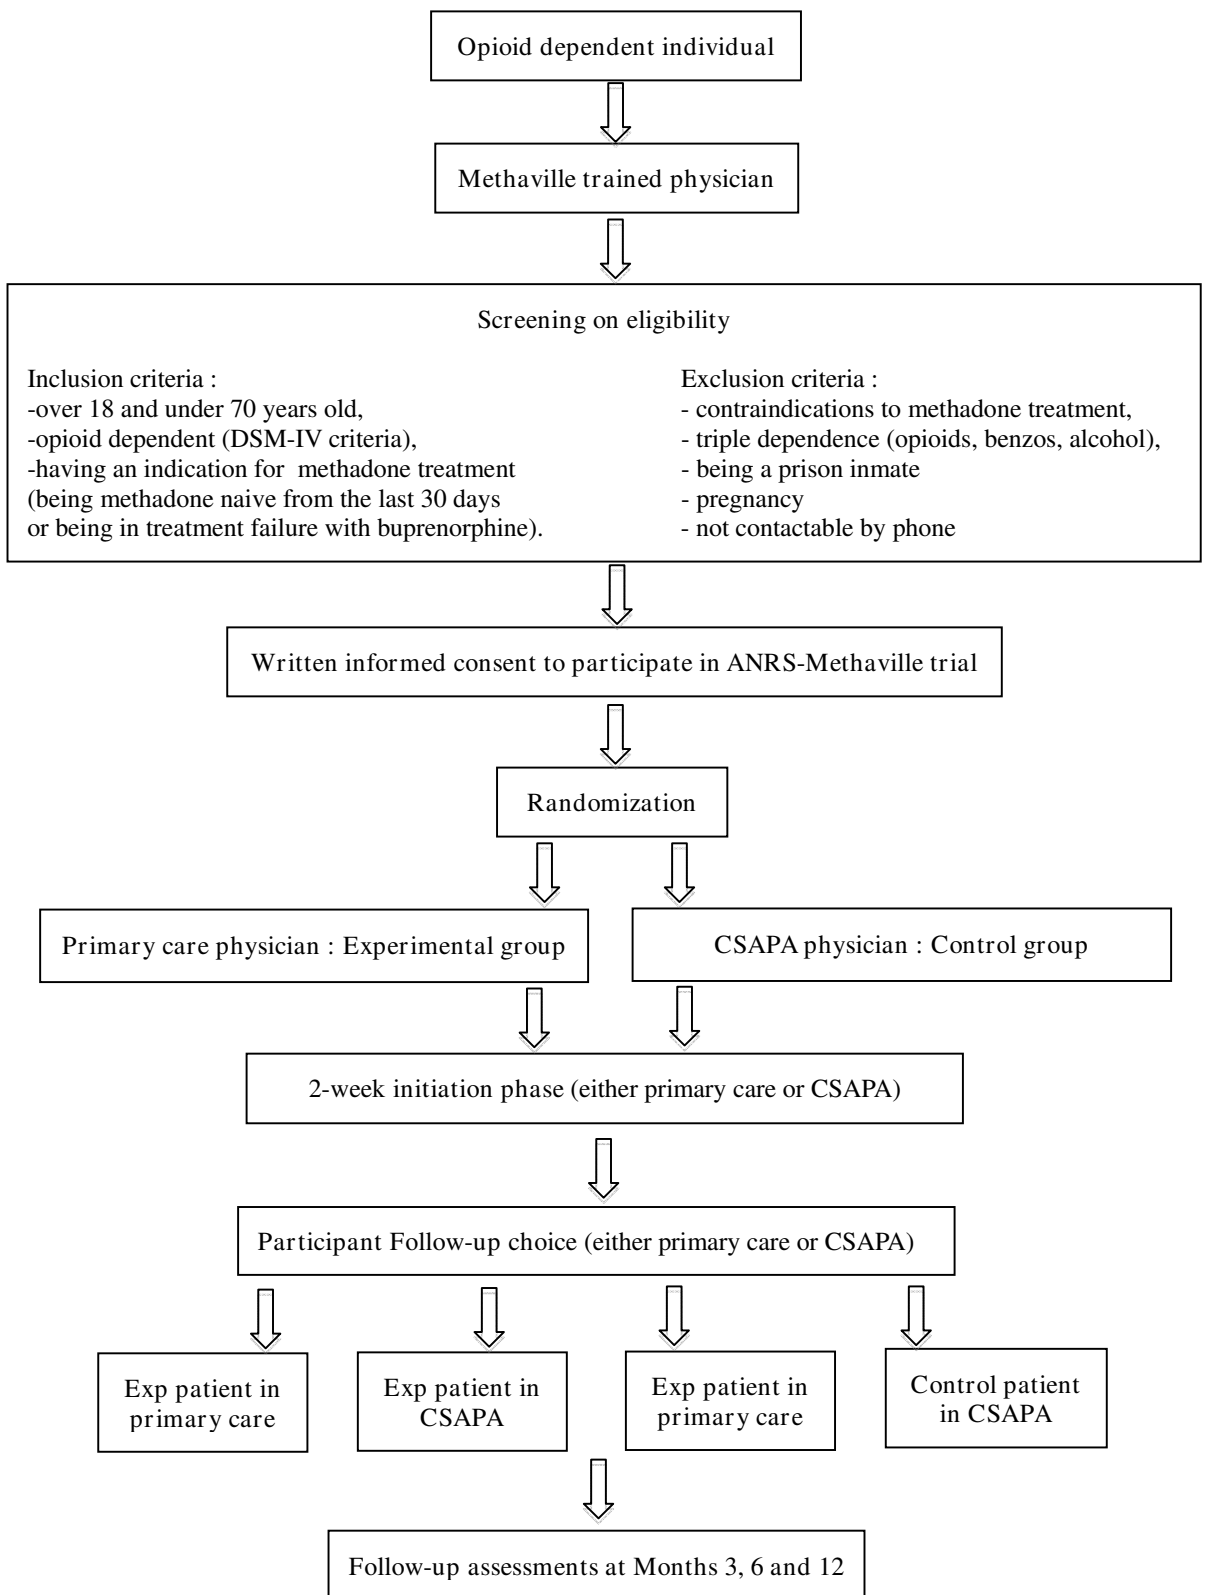 Opioid dependent individual
Methaville trained physician
Screening on eligibility
Inclusion criteria :
-over 18 and under 70 years old,
-opioid dependent (DSM-IV criteria),
-having an indication for methadone treatment
(being methadone naive from the last 30 days
or being in treatment failure with buprenorphine).
Exclusion criteria :
- contraindications to methadone treatment,
- triple dependence (opioids, benzos, alcohol),
- being a prison inmate
- pregnancy
- not contactable by phone
Written informed consent to participate in ANRS-Methaville trial
Randomization
Primary care physician : Experimental group
CSAPA physician : Control group
2-week initiation phase (either primary care or CSAPA)
Participant Follow-up choice (either primary care or CSAPA)
Exp patient in
primary care
Exp patient in
CSAPA
Exp patient in
primary care
Control patient
in CSAPA
Follow-up assessments at Months 3, 6 and 12